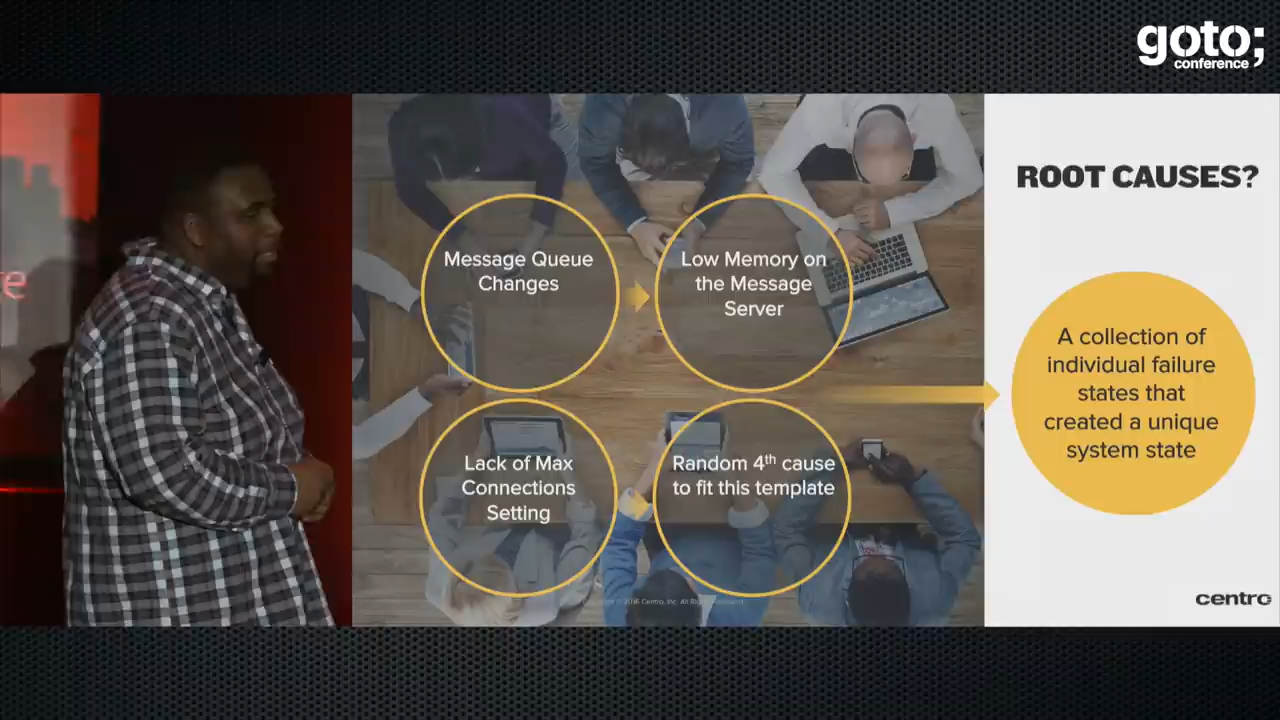 goto;
conference
re
Message Queue
Changes
Low Memory on
the Message
Server
Lack of Max
Connections
Setting
Random 4th cause
to fit this template
ROOT CAUSES?
A collection of
individual failure
states that
created a unique
system state
centro